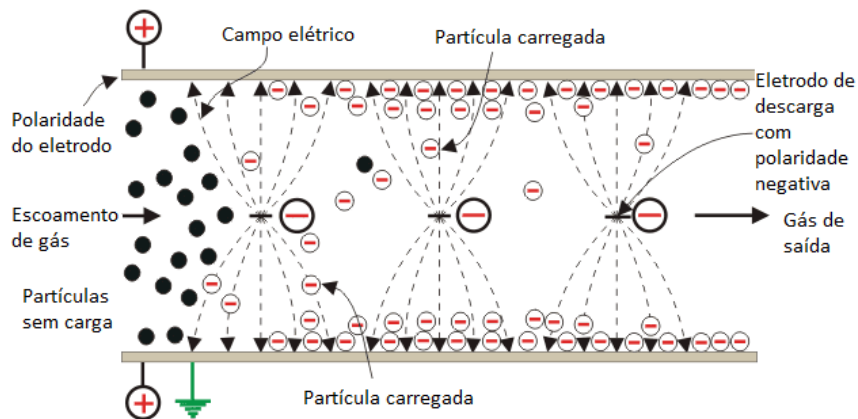 Campo elétrico
Partícula carregada
Polaridade
do eletrodo
Eletrodo de
descarga
com
polaridade
negativa
Escoamento
de gás
Gás de
saída
Partículas
sem carga
Partícula carregada